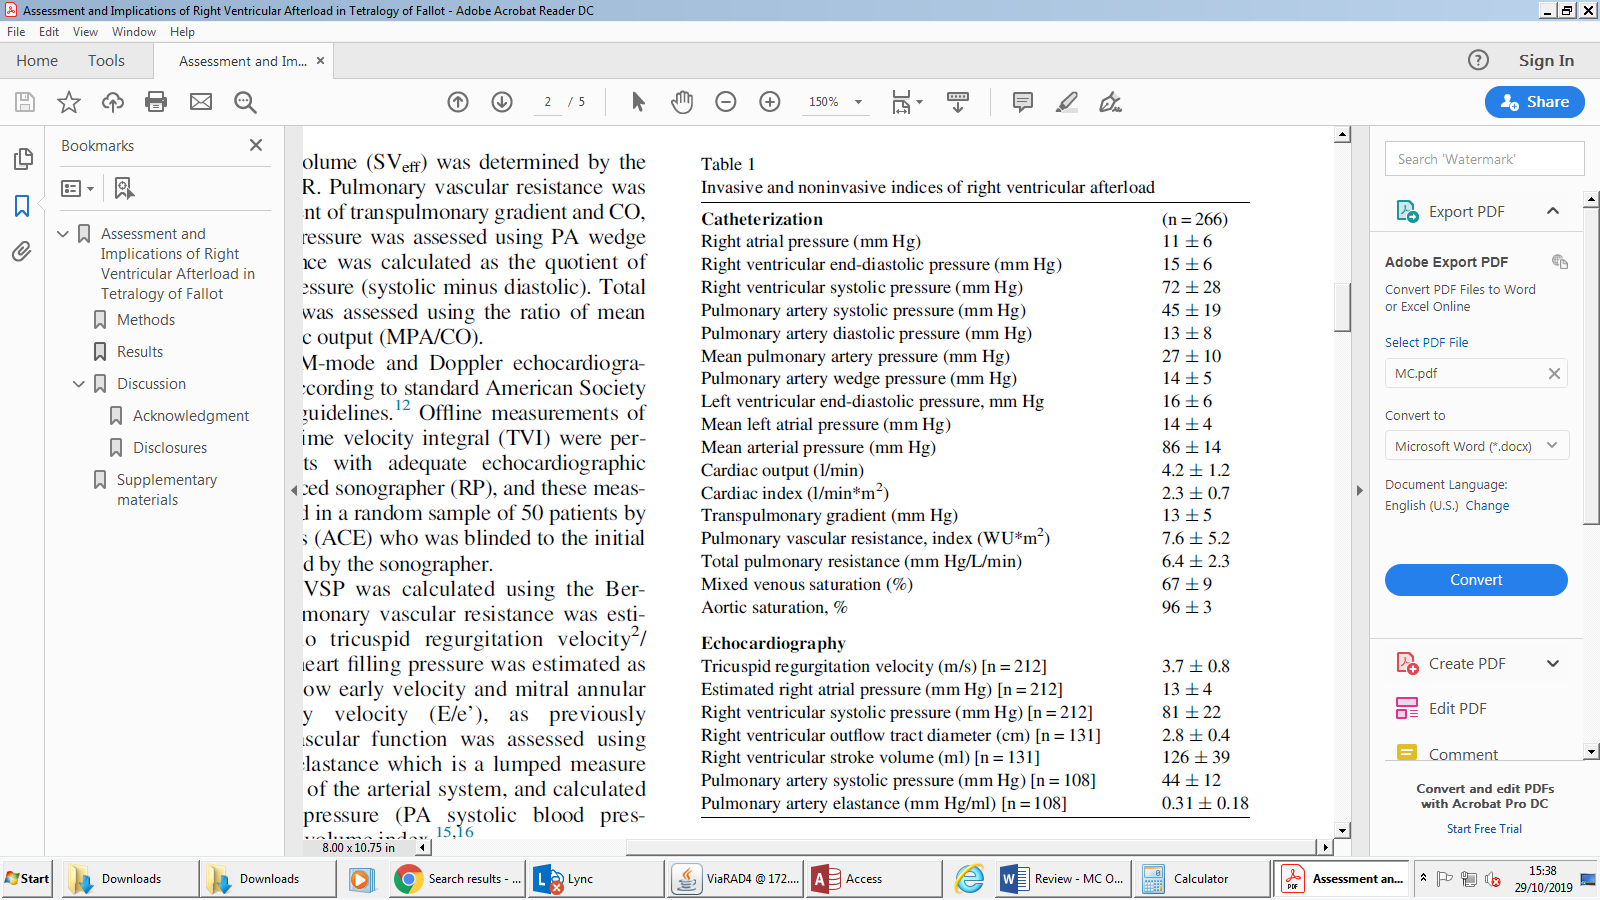 Assessment and Implications of Right Ventricular Afterload in Tetralogy of Fallot - Adobe Acrobat Reader DC
File Edit View Window Help
Home Tools Assessment and Im... × Sign In
2 / 5 150% Share
Bookmarks
Assessment and
Implications of Right
Ventricular Afterload in
Tetralogy of Fallot
Methods
Results
Discussion
Acknowledgment
Disclosures
Supplementary
materials
olume (SVeff) was determined by the
R. Pulmonary vascular resistance was
nt of transpulmonary gradient and CO,
ressure was assessed using PA wedge
nce was calculated as the quotient of
essure (systolic minus diastolic). Total
was assessed using the ratio of mean
c output (MPA/CO).
M-mode and Doppler echocardiogra-
ccording to standard American Society
guidelines.12 Offline measurements of
ime velocity integral (TVI) were per-
ts with adequate echocardiographic
ced sonographer (RP), and these meas-
d in a random sample of 50 patients by
s (ACE) who was blinded to the initial
d by the sonographer.
VSP was calculated using the Ber-
monary vascular resistance was esti-
o tricuspid regurgitation velocity2/
eart filling pressure was estimated as
ow early velocity and mitral annular
y velocity (E/e’), as previously
ascular function was assessed using
elastance which is a lumped measure
of the arterial system, and calculated
pressure (PA systolic blood pres-
volume index.15,16
8.00 x 10.75 in
Table 1
Invasive and noninvasive indices of right ventricular afterload
Catheterization (n = 266)
Right atrial pressure (mm Hg) 11 ± 6
Right ventricular end-diastolic pressure (mm Hg) 15 ± 6
Right ventricular systolic pressure (mm Hg) 72 ± 28
Pulmonary artery systolic pressure (mm Hg) 45 ± 19
Pulmonary artery diastolic pressure (mm Hg) 13 ± 8
Mean pulmonary artery pressure (mm Hg) 27 ± 10
Pulmonary artery wedge pressure (mm Hg) 14 ± 5
Left ventricular end-diastolic pressure, mm Hg 16 ± 6
Mean left atrial pressure (mm Hg) 14 ± 4
Mean arterial pressure (mm Hg) 86 ± 14
Cardiac output (l/min) 4.2 ± 1.2
Cardiac index (l/min*m2) 2.3 ± 0.7
Transpulmonary gradient (mm Hg) 13 ± 5
Pulmonary vascular resistance, index (WU*m2) 7.6 ± 5.2
Total pulmonary resistance (mm Hg/L/min) 6.4 ± 2.3
Mixed venous saturation (%) 67 ± 9
Aortic saturation, % 96 ± 3
Echocardiography
Tricuspid regurgitation velocity (m/s) [n = 212] 3.7 ± 0.8
Estimated right atrial pressure (mm Hg) [n = 212] 13 ± 4
Right ventricular systolic pressure (mm Hg) [n = 212] 81 ± 22
Right ventricular outflow tract diameter (cm) [n = 131] 2.8 ± 0.4
Right ventricular stroke volume (ml) [n = 131] 126 ± 39
Pulmonary artery systolic pressure (mm Hg) [n = 108] 44 ± 12
Pulmonary artery elastance (mm Hg/ml) [n = 108] 0.31 ± 0.18
Search 'Watermark'
Export PDF
Adobe Export PDF
Convert PDF Files to Word
or Excel Online
Select PDF File
MC.pdf
Convert to
Microsoft Word (*.docx)
Document Language:
English (U.S.) Change
Convert
Create PDF
Edit PDF
Comment
Convert and edit PDFs
with Acrobat Pro DC
Start Free Trial
Start Downloads Downloads Search results - ... Lync ViaRAD4 @ 172.... Access Review - MC O... Calculator Assessment an... 15:38
29/10/2019